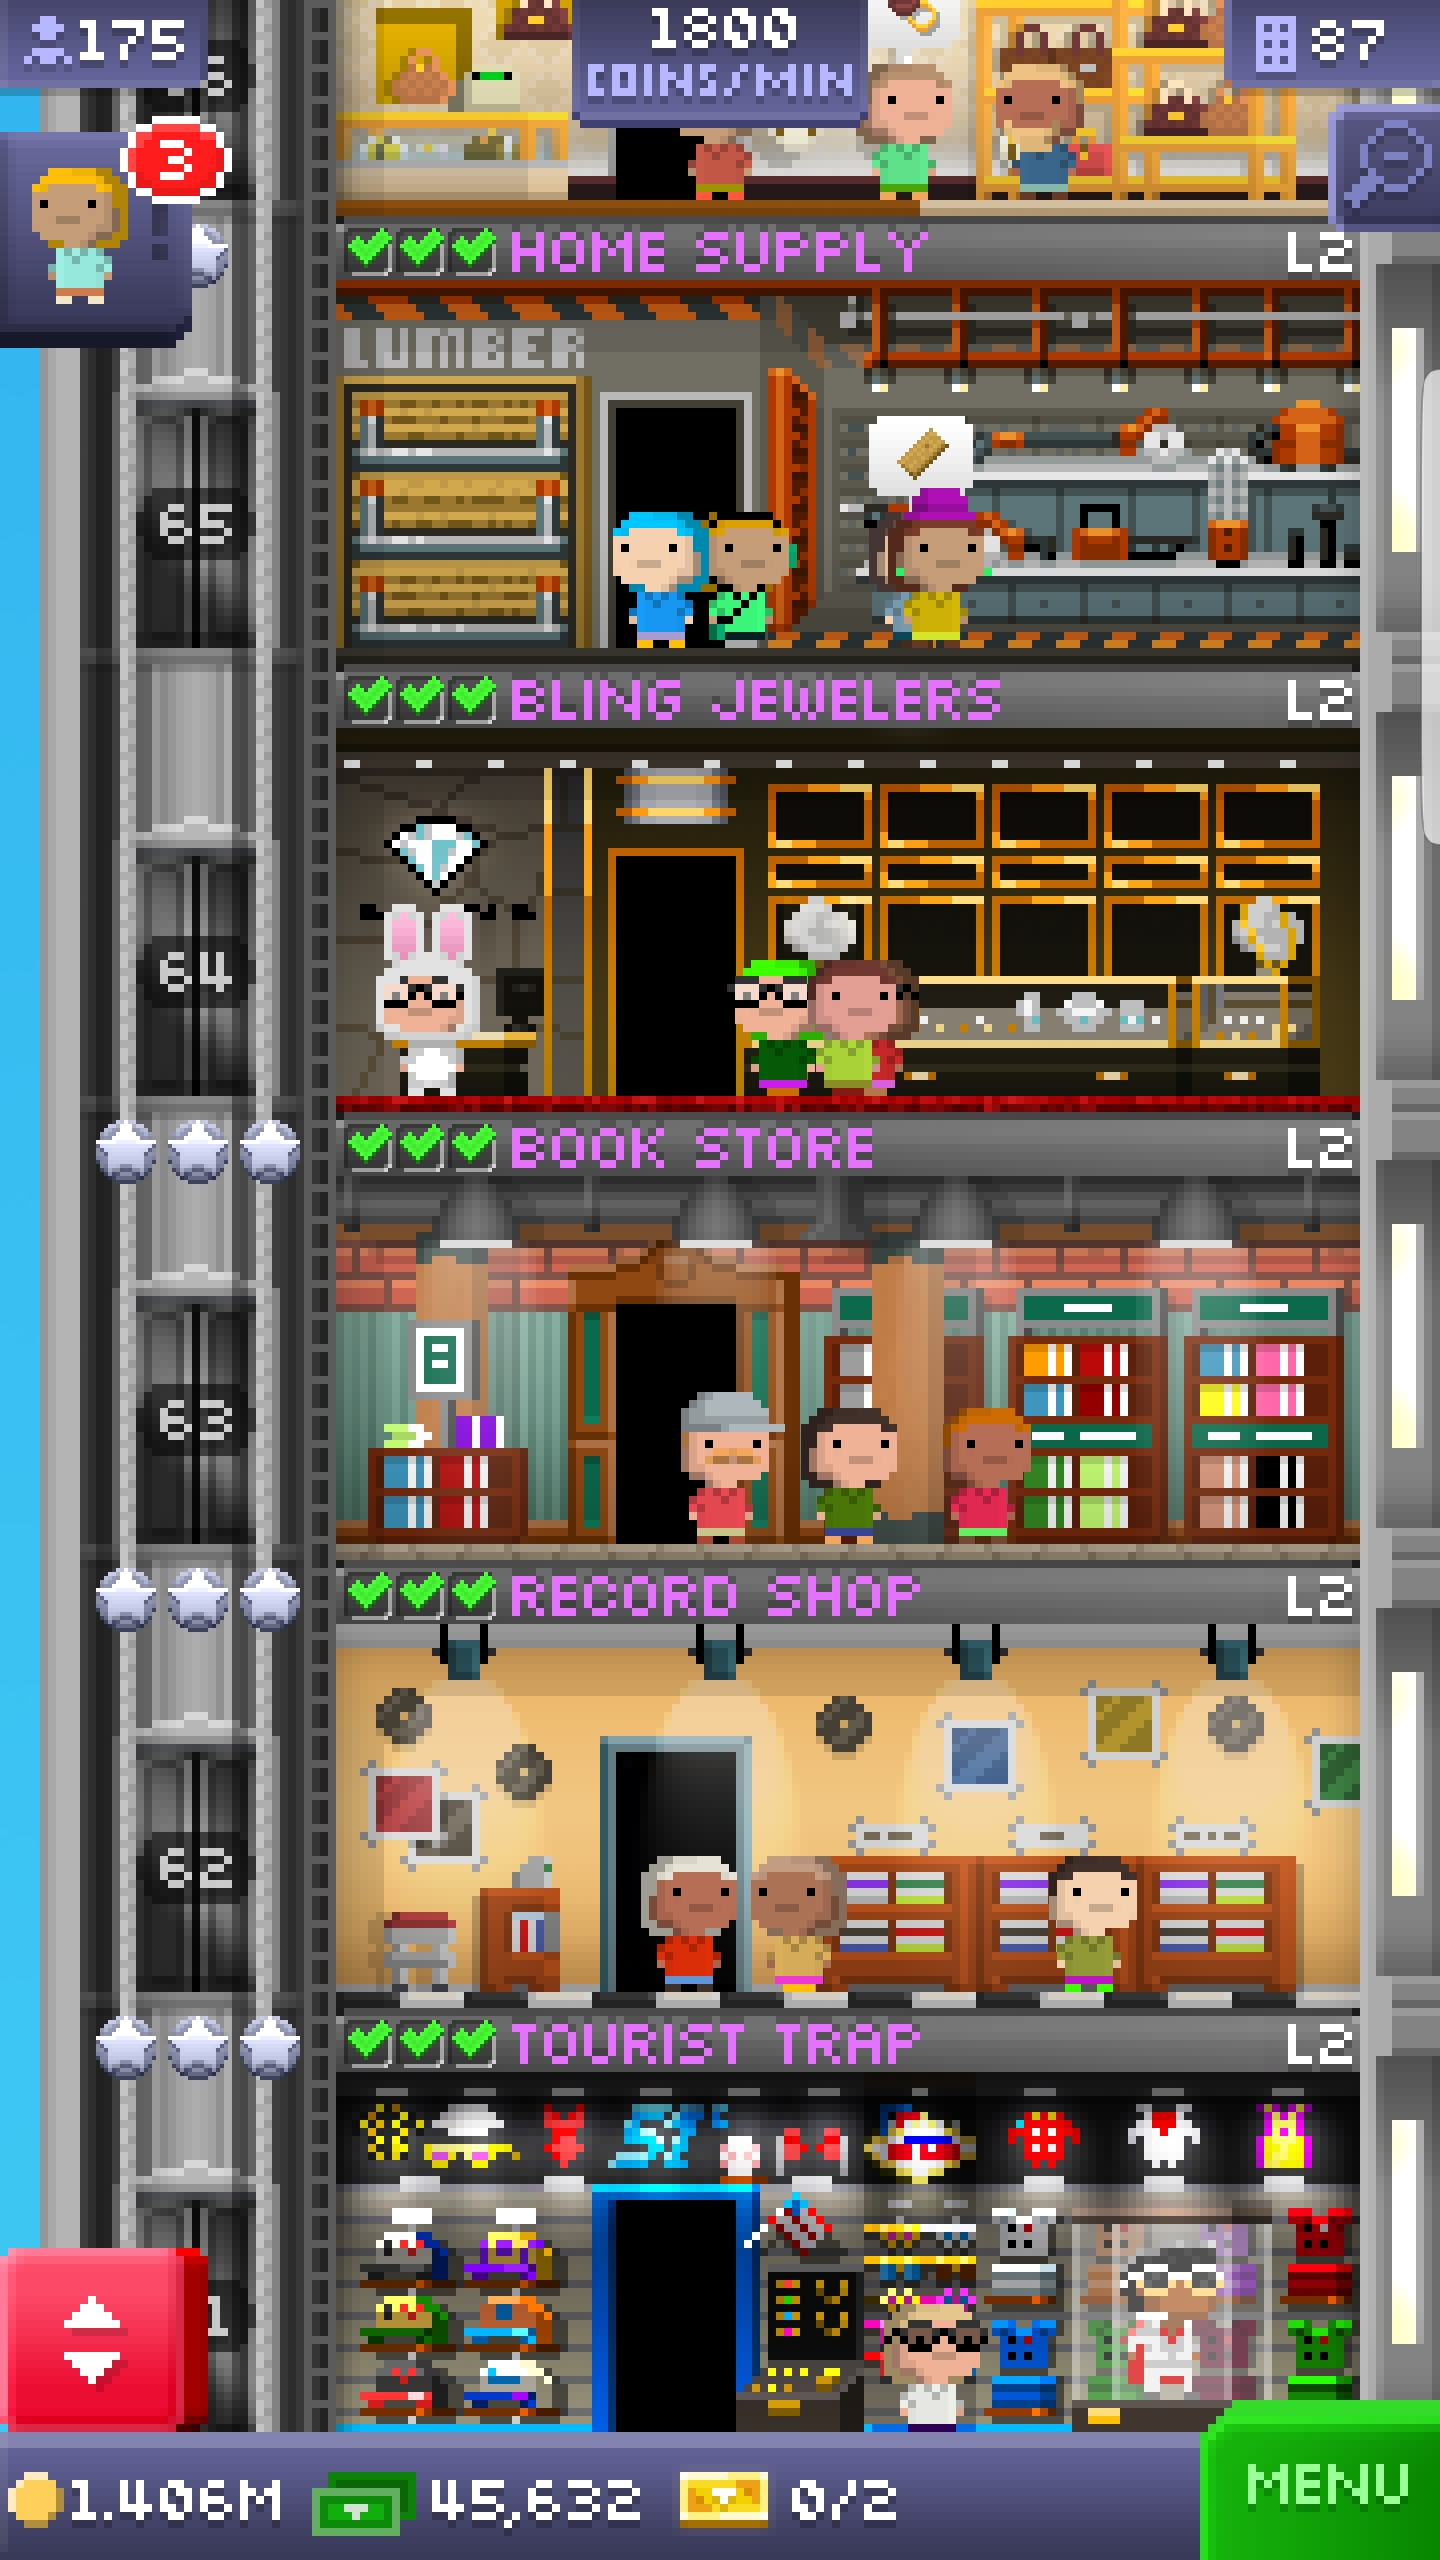 175
1800
COINS/MIN
87
3
HOME SUPPLY
L2
LUMBER
65
BLING JEWELERS
L2
64
BOOK STORE
L2
63
RECORD SHOP
L2
62
TOURIST TRAP
L2
1
1.406M
45,632
0/2
MENU